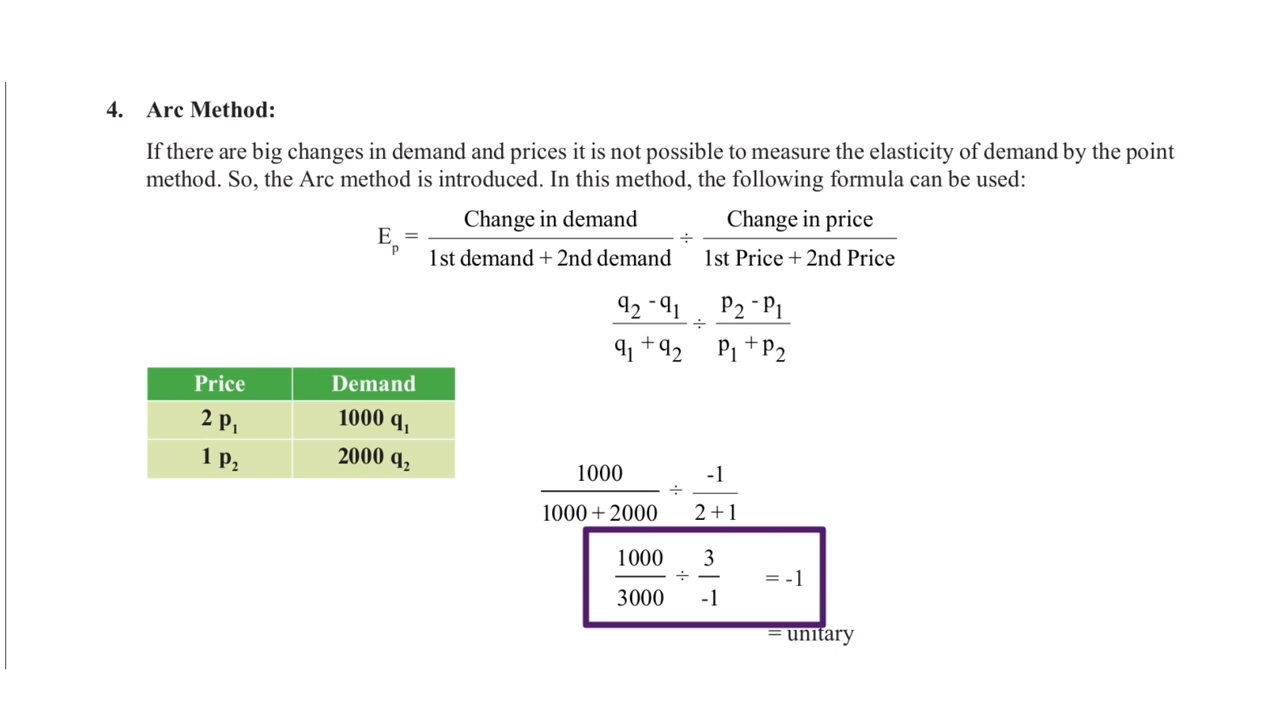 4. Arc Method:
If there are big changes in demand and prices it is not possible to measure the elasticity of demand by the point
method. So, the Arc method is introduced. In this method, the following formula can be used:
Eₚ = Change in demand / 1st demand + 2nd demand ÷ Change in price / 1st Price + 2nd Price
q₂ - q₁ / q₁ + q₂ ÷ p₂ - p₁ / p₁ + p₂
Price Demand
2 p₁ 1000 q₁
1 p₂ 2000 q₂
1000 / 1000 + 2000 ÷ -1 / 2 + 1
1000 / 3000 ÷ 3 / -1 = -1
= unitary